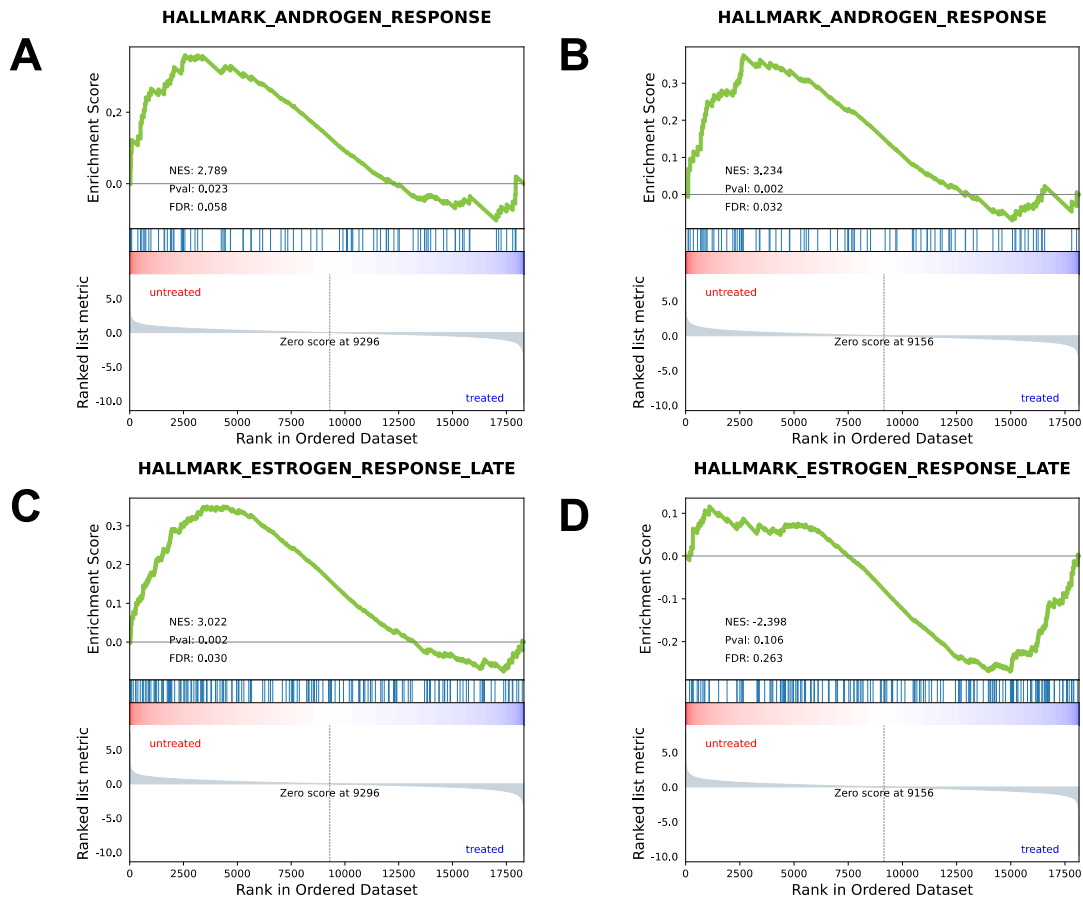 A
HALLMARK_ANDROGEN_RESPONSE
Enrichment Score
0.2
0.0
NES: 2.789
Pval: 0.023
FDR: 0.058
Ranked list metric
5.0
0.0
-5.0
-10.0
untreated
Zero score at 9296
treated
0 2500 5000 7500 10000 12500 15000 17500
Rank in Ordered Dataset
B
HALLMARK_ANDROGEN_RESPONSE
Enrichment Score
0.3
0.2
0.1
0.0
NES: 3.234
Pval: 0.002
FDR: 0.032
Ranked list metric
5.0
0.0
-5.0
-10.0
untreated
Zero score at 9156
treated
0 2500 5000 7500 10000 12500 15000 17500
Rank in Ordered Dataset
C
HALLMARK_ESTROGEN_RESPONSE_LATE
Enrichment Score
0.3
0.2
0.1
0.0
NES: 3.022
Pval: 0.002
FDR: 0.030
Ranked list metric
5.0
0.0
-5.0
-10.0
untreated
Zero score at 9296
treated
0 2500 5000 7500 10000 12500 15000 17500
Rank in Ordered Dataset
D
HALLMARK_ESTROGEN_RESPONSE_LATE
Enrichment Score
0.1
0.0
-0.1
-0.2
NES: -2.398
Pval: 0.106
FDR: 0.263
Ranked list metric
5.0
0.0
-5.0
-10.0
untreated
Zero score at 9156
treated
0 2500 5000 7500 10000 12500 15000 17500
Rank in Ordered Dataset